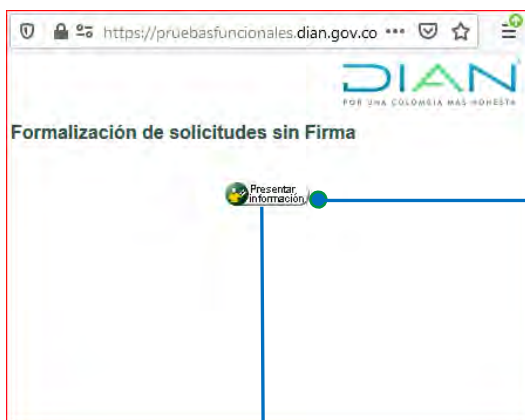 https://pruebasfuncionales.dian.gov.co
DIAN
POR UNA COLOMBIA MÁS HONESTA
Formalización de solicitudes sin Firma
Presentar
información